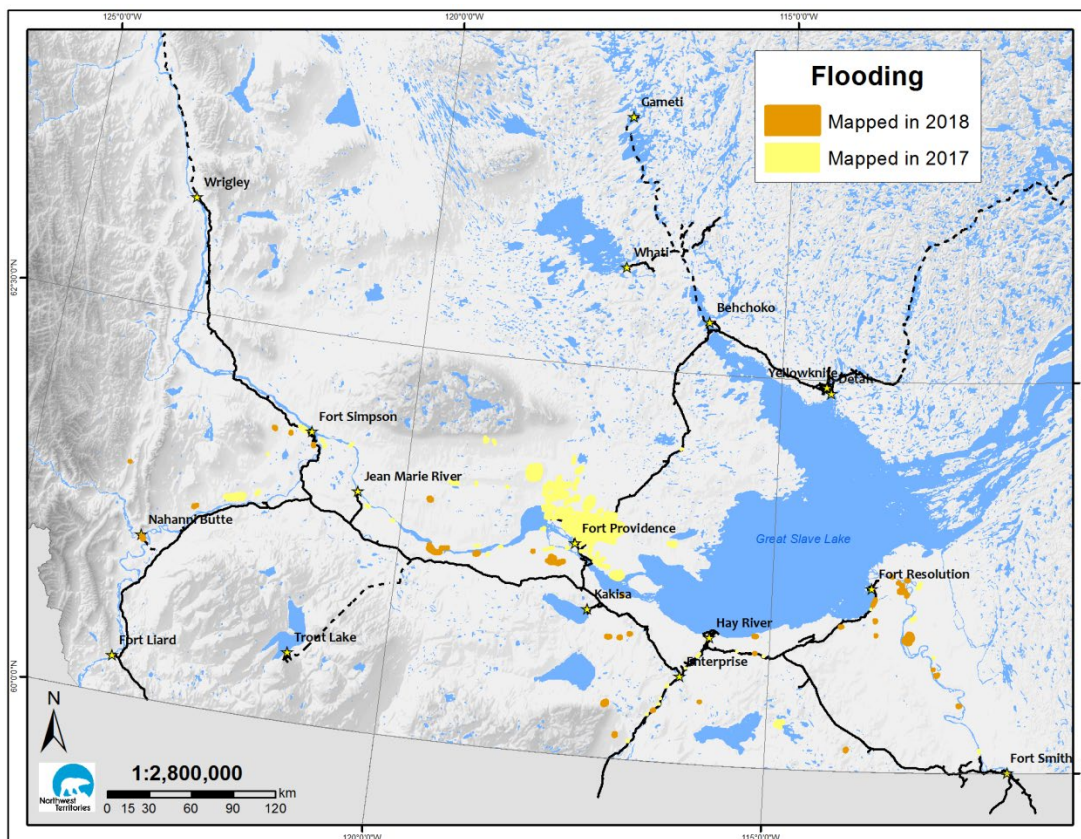 125°0'0"W
120°0'0"W
115°0'0"W
Flooding
Mapped in 2018
Mapped in 2017
Gameti
Wrigley
Whati
62°30'0"N
Behchoko
Yellowknife
Detah
Fort Simpson
Jean Marie River
Nahanni Butte
Fort Providence
Great Slave Lake
Fort Resolution
Kakisa
Hay River
Trout Lake
Fort Liard
Enterprise
60°0'0"N
N
Fort Smith
1:2,800,000
Northwest
Territories
km
0 15 30 60 90 120
120°0'0"W
115°0'0"W